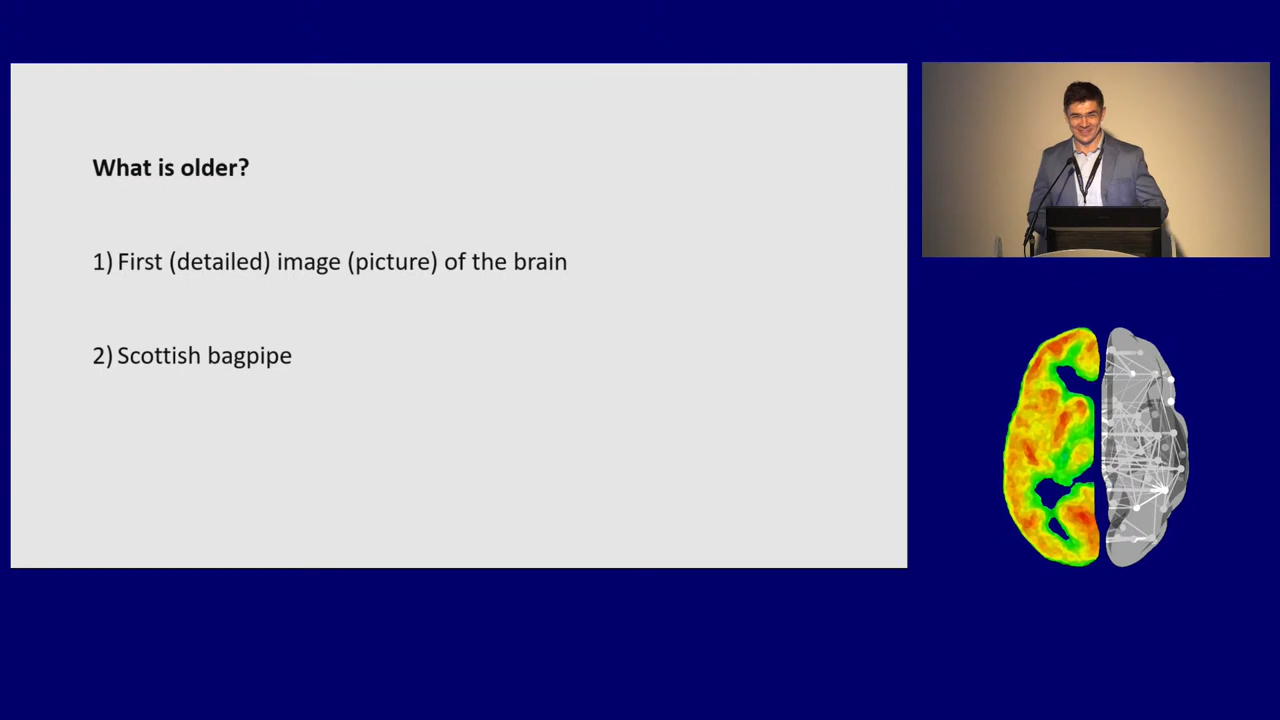 What is older?
1) First (detailed) image (picture) of the brain
2) Scottish bagpipe